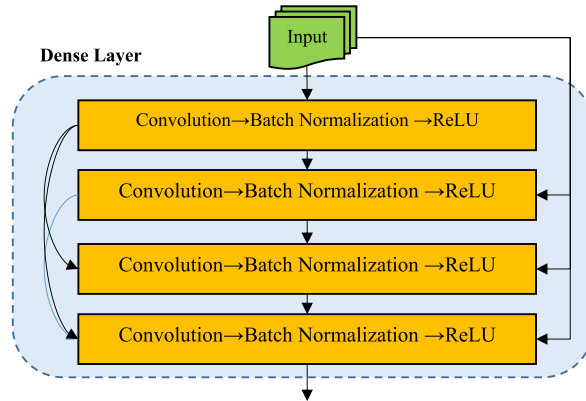 Input
Dense Layer
Convolution→Batch Normalization →ReLU
Convolution→Batch Normalization →ReLU
Convolution→Batch Normalization →ReLU
Convolution→Batch Normalization →ReLU